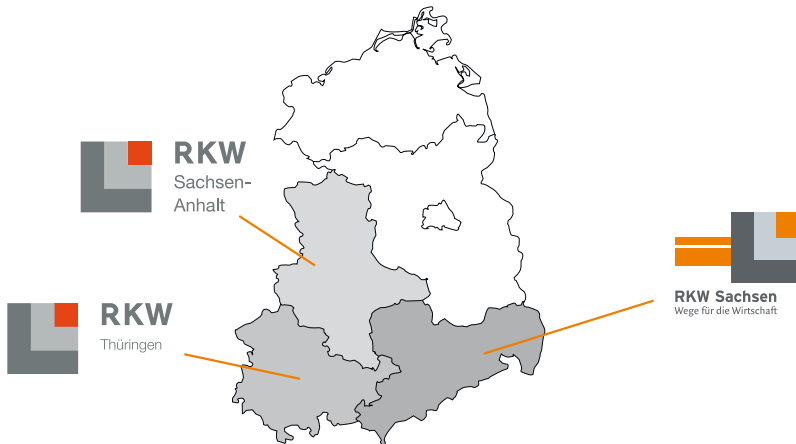 RKW
Sachsen-
Anhalt
RKW
Thüringen
RKW Sachsen
Wege für die Wirtschaft